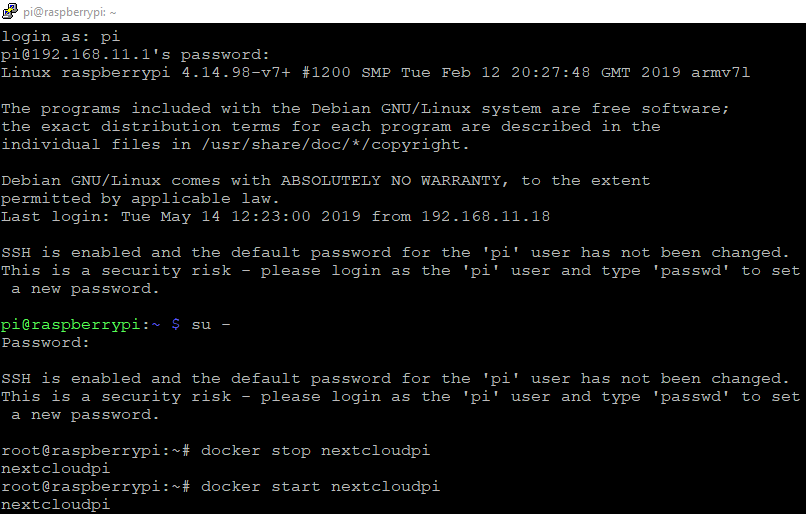 pi@raspberrypi: ~
login as: pi
pi@192.168.11.1's password:
Linux raspberrypi 4.14.98-v7+ #1200 SMP Tue Feb 12 20:27:48 GMT 2019 armv7l
The programs included with the Debian GNU/Linux system are free software;
the exact distribution terms for each program are described in the
individual files in /usr/share/doc/*/copyright.
Debian GNU/Linux comes with ABSOLUTELY NO WARRANTY, to the extent
permitted by applicable law.
Last login: Tue May 14 12:23:00 2019 from 192.168.11.18
SSH is enabled and the default password for the 'pi' user has not been changed.
This is a security risk - please login as the 'pi' user and type 'passwd' to set
 a new password.
pi@raspberrypi:~ $ su -
Password:
SSH is enabled and the default password for the 'pi' user has not been changed.
This is a security risk - please login as the 'pi' user and type 'passwd' to set
 a new password.
root@raspberrypi:~# docker stop nextcloudpi
nextcloudpi
root@raspberrypi:~# docker start nextcloudpi
nextcloudpi